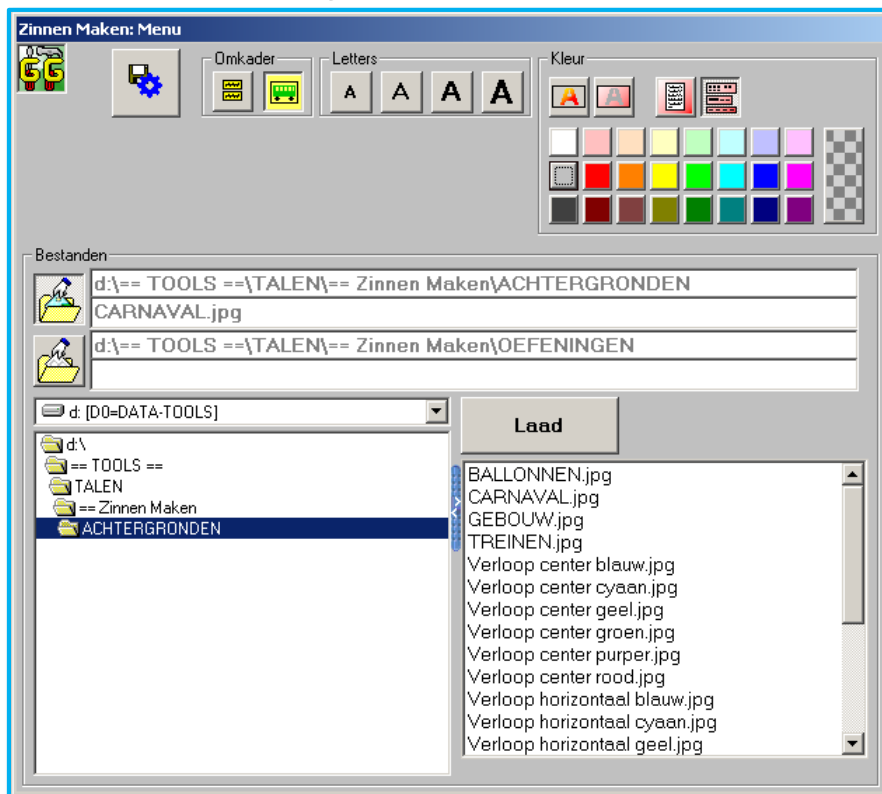 Zinnen Maken: Menu
Omkader
Letters
Kleur
A A A A
A A
Bestanden
d:\== TOOLS ==\TALEN\== Zinnen Maken\ACHTERGRONDEN
CARNAVAL.jpg
d:\== TOOLS ==\TALEN\== Zinnen Maken\OEFENINGEN
d: [D0=DATA-TOOLS]
Laad
d:\
== TOOLS ==
TALEN
== Zinnen Maken
ACHTERGRONDEN
BALLONNEN.jpg
CARNAVAL.jpg
GEBOUW.jpg
TREINEN.jpg
Verloop center blauw.jpg
Verloop center cyaan.jpg
Verloop center geel.jpg
Verloop center groen.jpg
Verloop center purper.jpg
Verloop center rood.jpg
Verloop horizontaal blauw.jpg
Verloop horizontaal cyaan.jpg
Verloop horizontaal geel.jpg